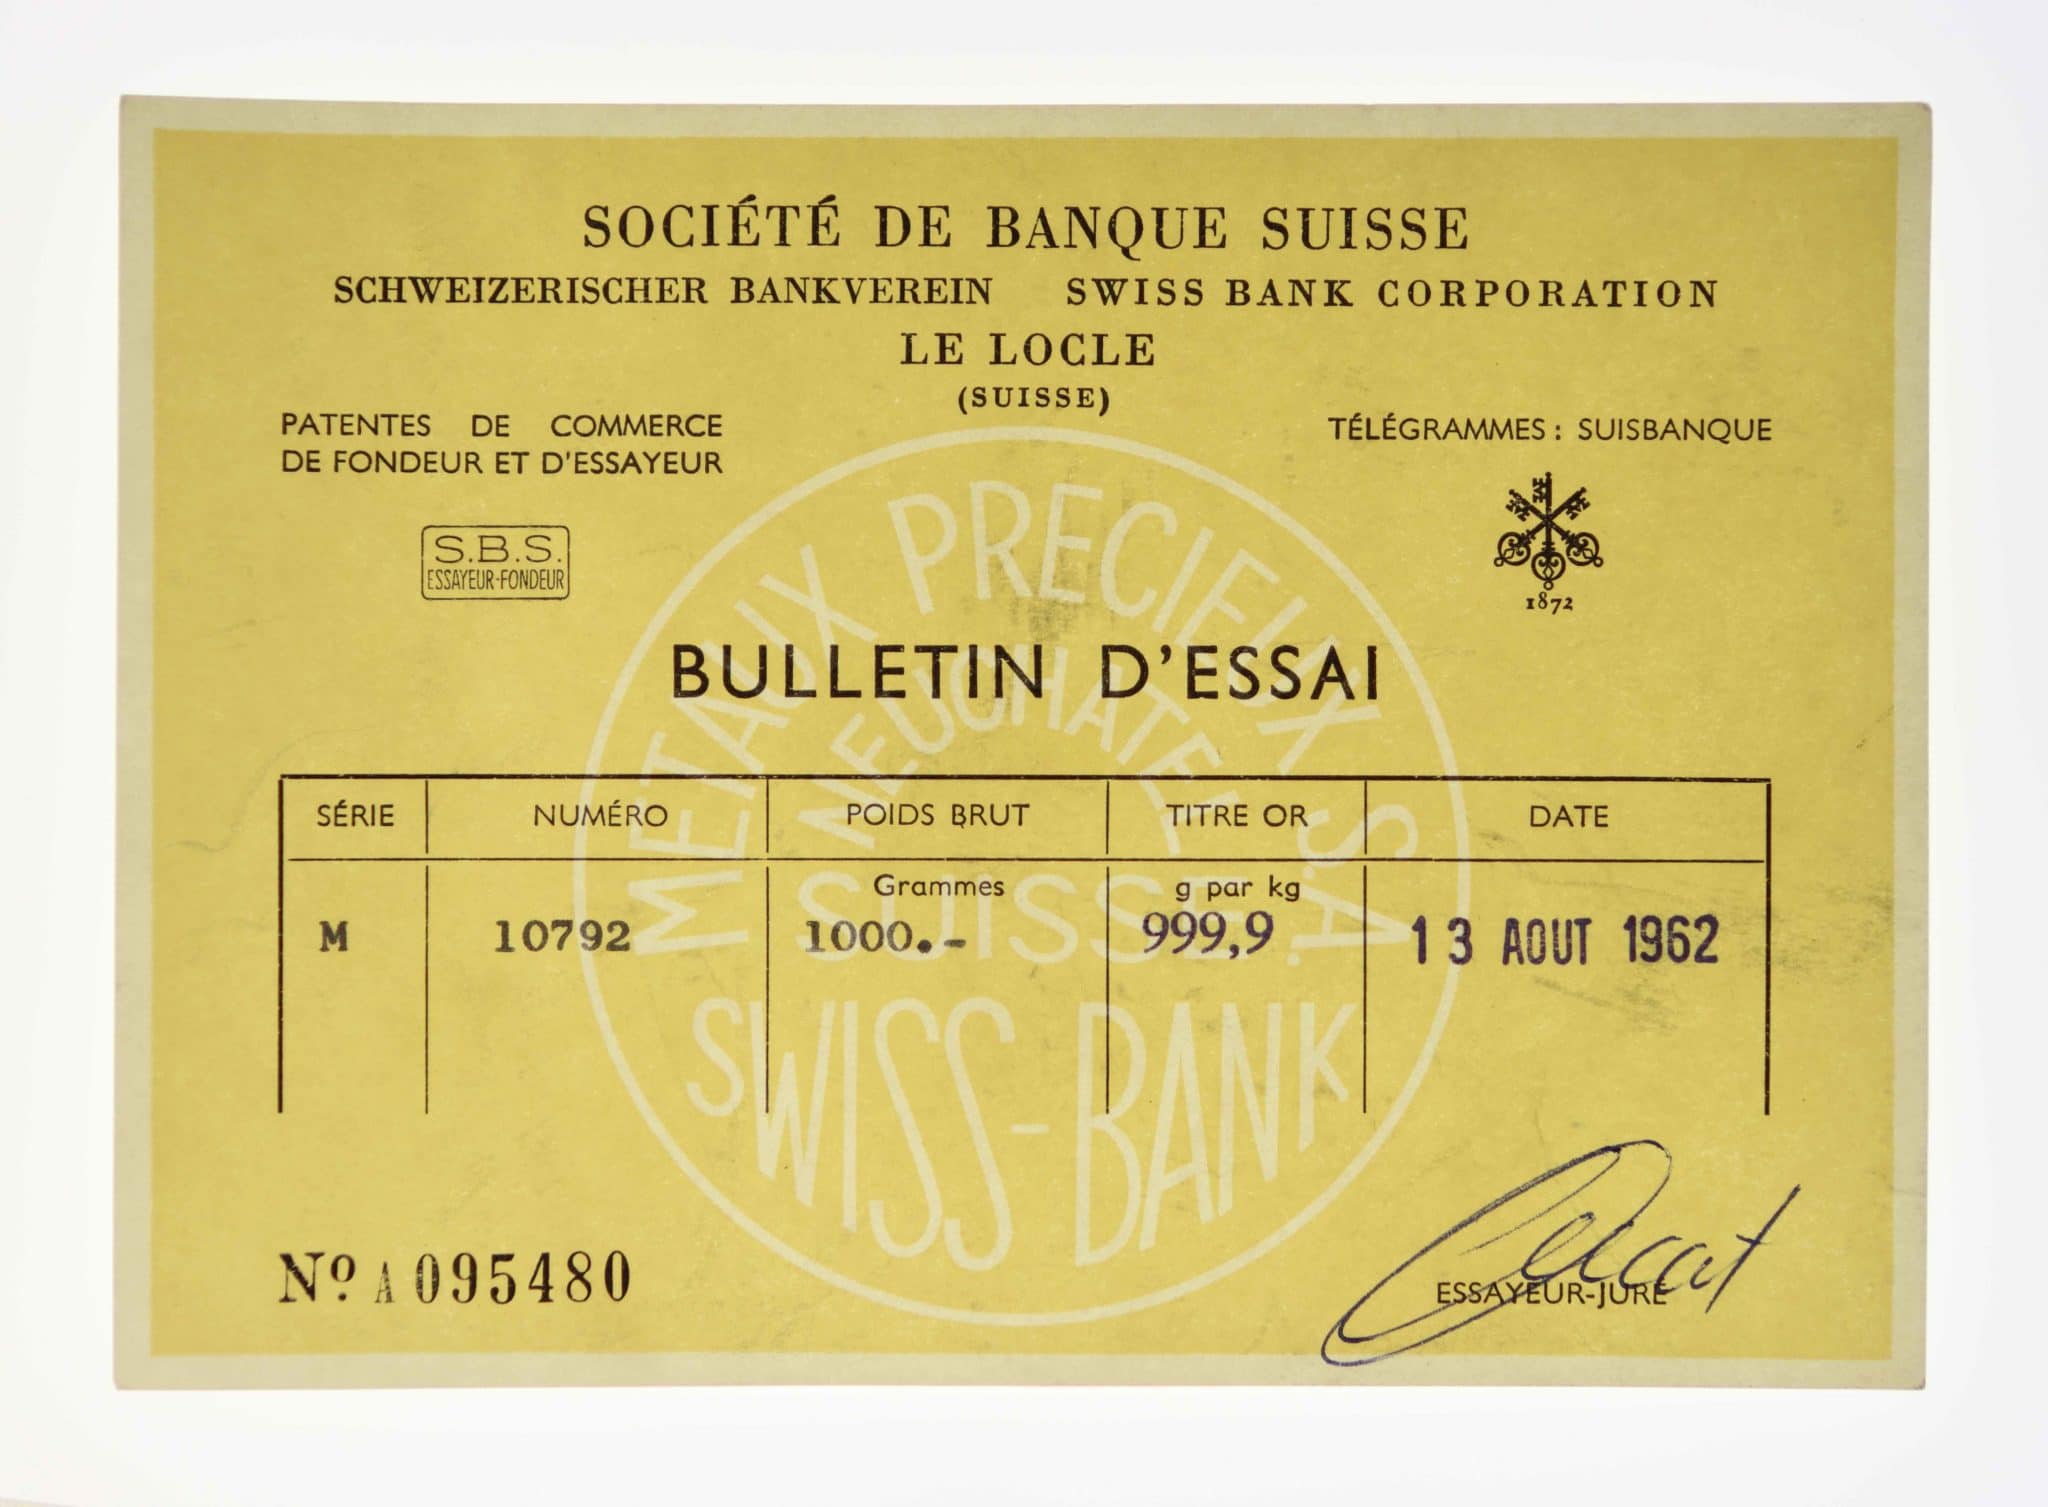 SOCIÉTÉ DE BANQUE SUISSE
SCHWEIZERISCHER BANKVEREIN SWISS BANK CORPORATION
LE LOCLE
(SUISSE)
PATENTES DE COMMERCE
DE FONDEUR ET D'ESSAYEUR
TÉLÉGRAMMES : SUISBANQUE
S.B.S.
ESSAYEUR-FONDEUR
1872
BULLETIN D'ESSAI
METAUX PRECIEUX S.A.
NEUCHATEL
SUISSE
SWISS-BANK
SÉRIE NUMÉRO POIDS BRUT TITRE OR DATE
Grammes g par kg
M 10792 1000.- 999,9 13 AOUT 1962
Nº. A 095480
ESSAYEUR-JURÉ